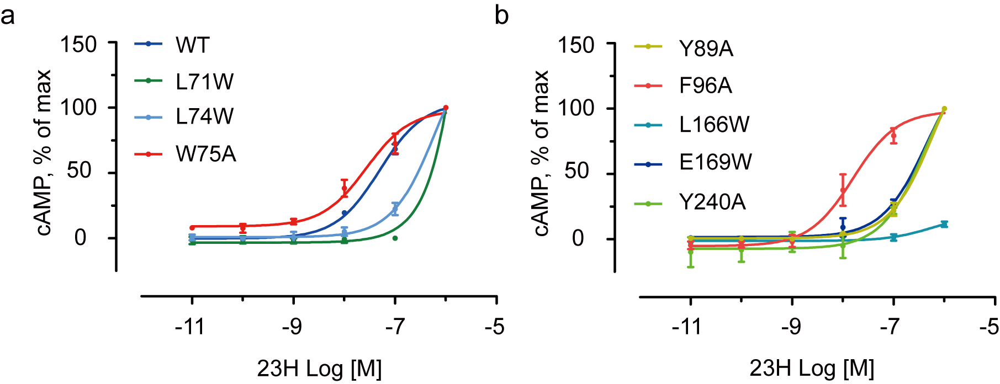 a
cAMP, % of max
150
100
50
0
WT
L71W
L74W
W75A
-11
-9
-7
-5
23H Log [M]
b
cAMP, % of max
150
100
50
0
Y89A
F96A
L166W
E169W
Y240A
-11
-9
-7
-5
23H Log [M]